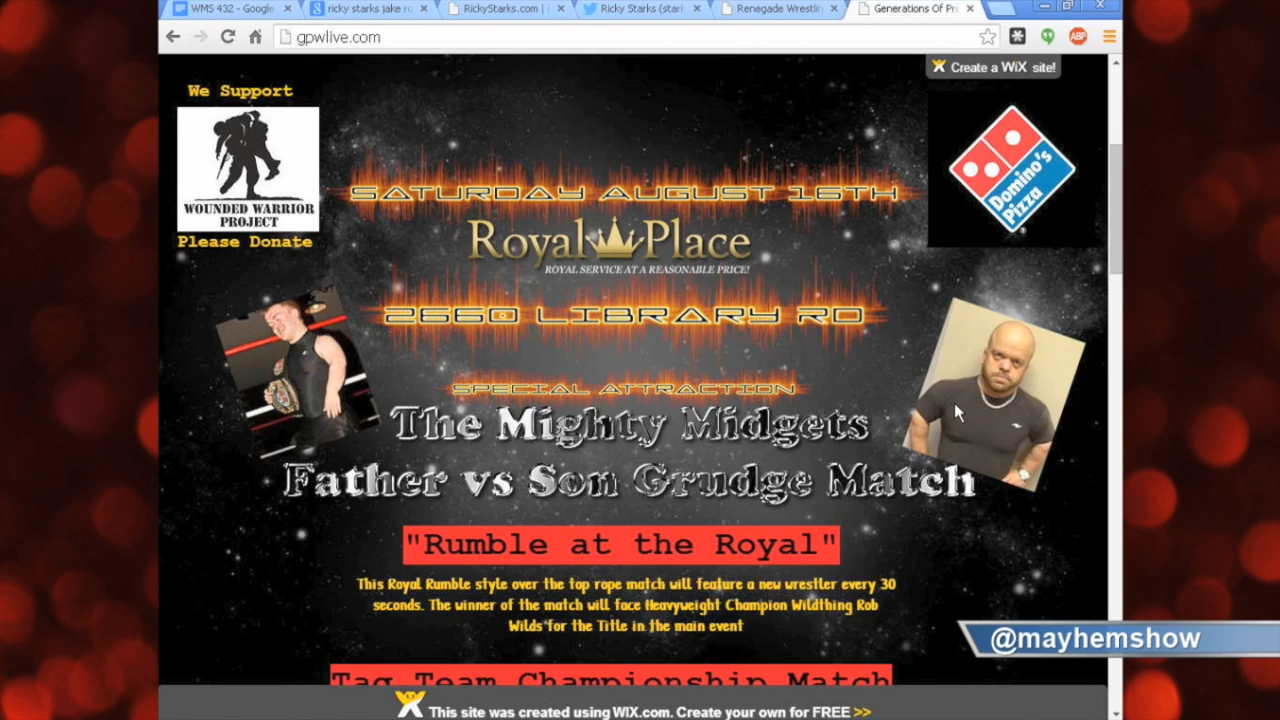 WMS 432 - Google
ricky starks jake ro
RickyStarks.com |
Ricky Starks (stark
Renegade Wrestlin
Generations Of Pro
gpwlive.com
ABP
Create a WiX site!
We Support
WOUNDED WARRIOR
PROJECT
Please Donate
Domino's
Pizza
SATURDAY AUGUST 16TH
Royal Place
ROYAL SERVICE AT A REASONABLE PRICE!
2660 LIBRARY RD
SPECIAL ATTRACTION
The Mighty Midgets
Father vs Son Grudge Match
"Rumble at the Royal"
This Royal Rumble style over the top rope match will feature a new wrestler every 30
seconds. The winner of the match will face Heavyweight Champion Wildthing Rob
Wilds for the Title in the main event
@mayhemshow
Tag Team Championship Match
This site was created using WIX.com. Create your own for FREE >>